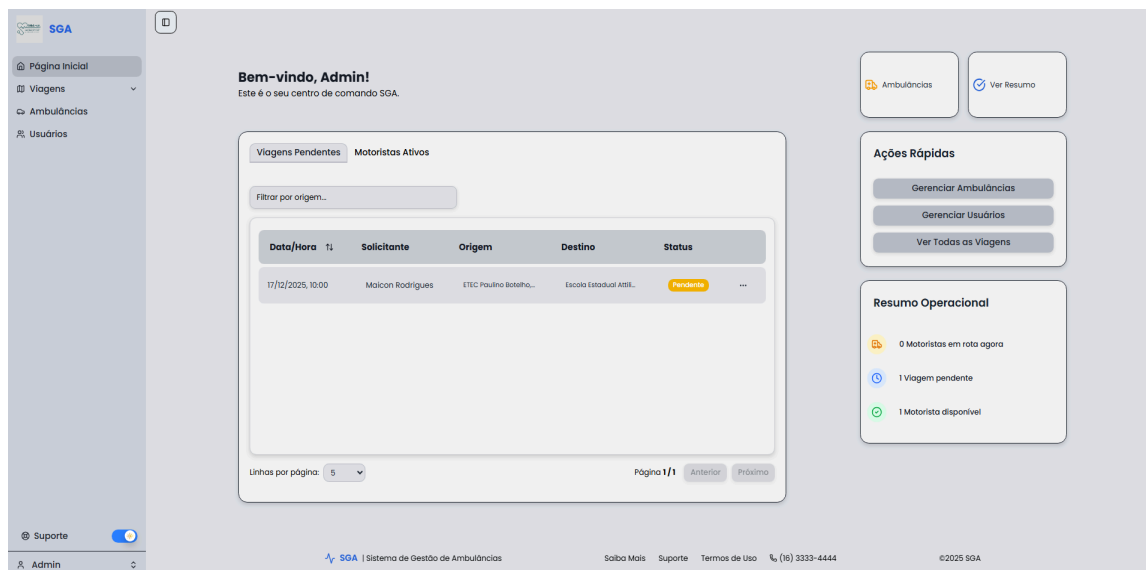 SGA
Página Inicial
Viagens
Ambulâncias
Usuários
Suporte
Admin
Bem-vindo, Admin!
Este é o seu centro de comando SGA.
Viagens Pendentes Motoristas Ativos
Filtrar por origem...
Data/Hora Solicitante Origem Destino Status
17/12/2025, 10:00 Maicon Rodrigues ETEC Paulino Botelho,... Escola Estadual Attili... Pendente ...
Linhas por página: 5 Página 1 / 1 Anterior Próximo
Ambulâncias
Ver Resumo
Ações Rápidas
Gerenciar Ambulâncias
Gerenciar Usuários
Ver Todas as Viagens
Resumo Operacional
0 Motoristas em rota agora
1 Viagem pendente
1 Motorista disponível
SGA | Sistema de Gestão de Ambulâncias Saiba Mais Suporte Termos de Uso (16) 3333-4444 ©2025 SGA